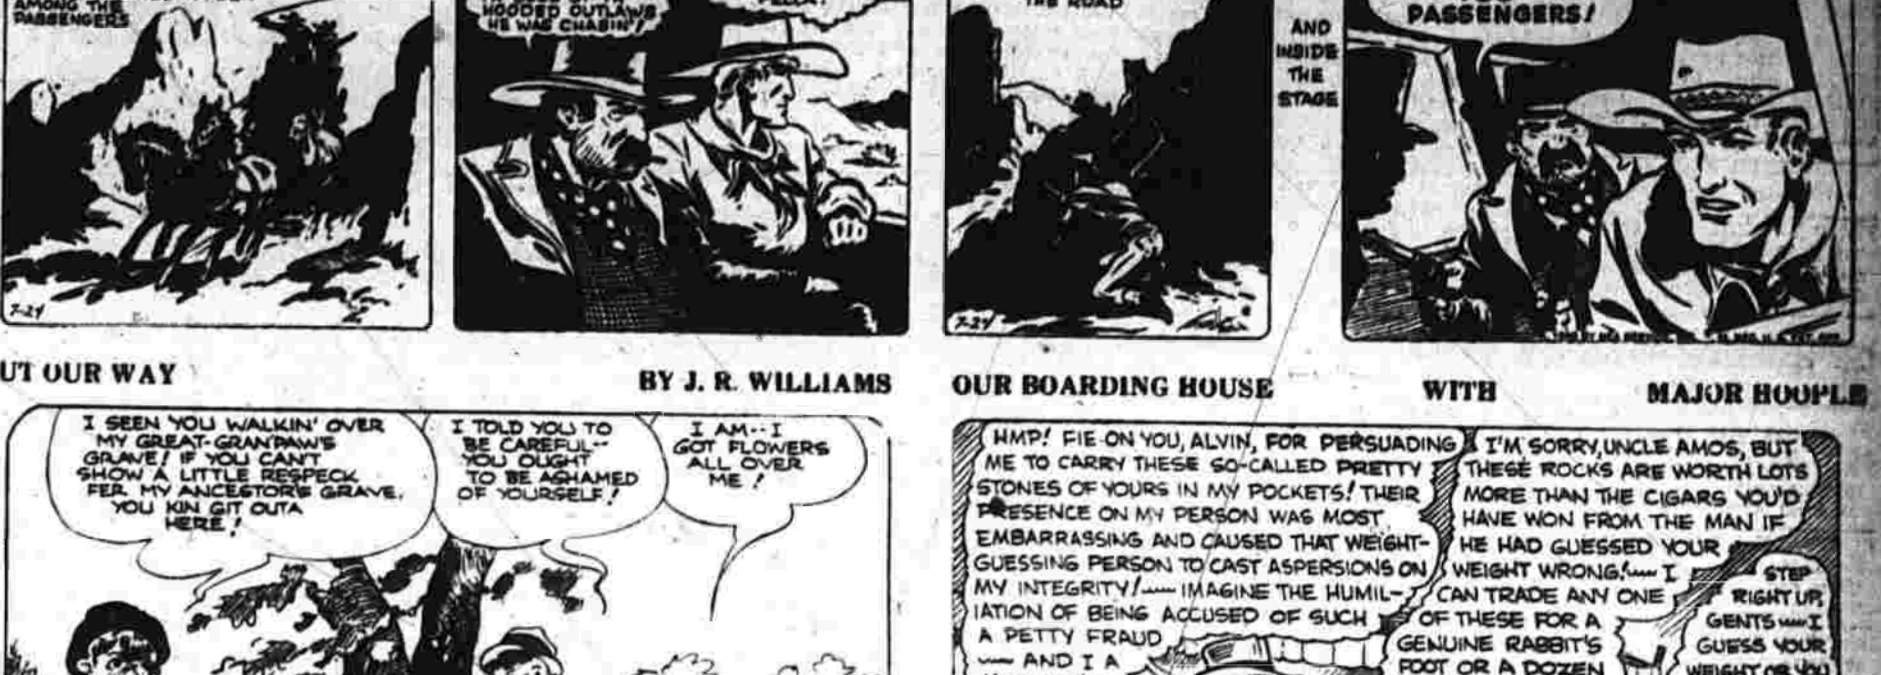 AMONG THE
PASSENGERS
HOODED OUTLAWS
HE WAS CHASIN'!
THE ROAD
AND
INSIDE
THE
STAGE
PASSENGERS!
7-24
7-24
UT OUR WAY
BY J. R. WILLIAMS
I SEEN YOU WALKIN' OVER
MY GREAT-GRAN'PAW'S
GRAVE! IF YOU CAN'T
SHOW A LITTLE RESPECK
FER MY ANCESTOR'S GRAVE,
YOU KIN GIT OUTA
HERE!
I TOLD YOU TO
BE CAREFUL--
YOU OUGHT
TO BE ASHAMED
OF YOURSELF!
I AM--I
GOT FLOWERS
ALL OVER
ME!
OUR BOARDING HOUSE WITH MAJOR HOOPLE
HMP! FIE ON YOU, ALVIN, FOR PERSUADING
ME TO CARRY THESE SO-CALLED PRETTY
STONES OF YOURS IN MY POCKETS! THEIR
PRESENCE ON MY PERSON WAS MOST
EMBARRASSING AND CAUSED THAT WEIGHT-
GUESSING PERSON TO CAST ASPERSIONS ON
MY INTEGRITY!~~ IMAGINE THE HUMIL-
IATION OF BEING ACCUSED OF SUCH
A PETTY FRAUD
~~ AND I A
I'M SORRY, UNCLE AMOS, BUT
THESE ROCKS ARE WORTH LOTS
MORE THAN THE CIGARS YOU'D
HAVE WON FROM THE MAN IF
HE HAD GUESSED YOUR
WEIGHT WRONG!~~ I
CAN TRADE ANY ONE
OF THESE FOR A
GENUINE RABBIT'S
FOOT OR A DOZEN
STEP
RIGHT UP,
GENTS~~I
GUESS YOUR
WEIGHT OR YOU